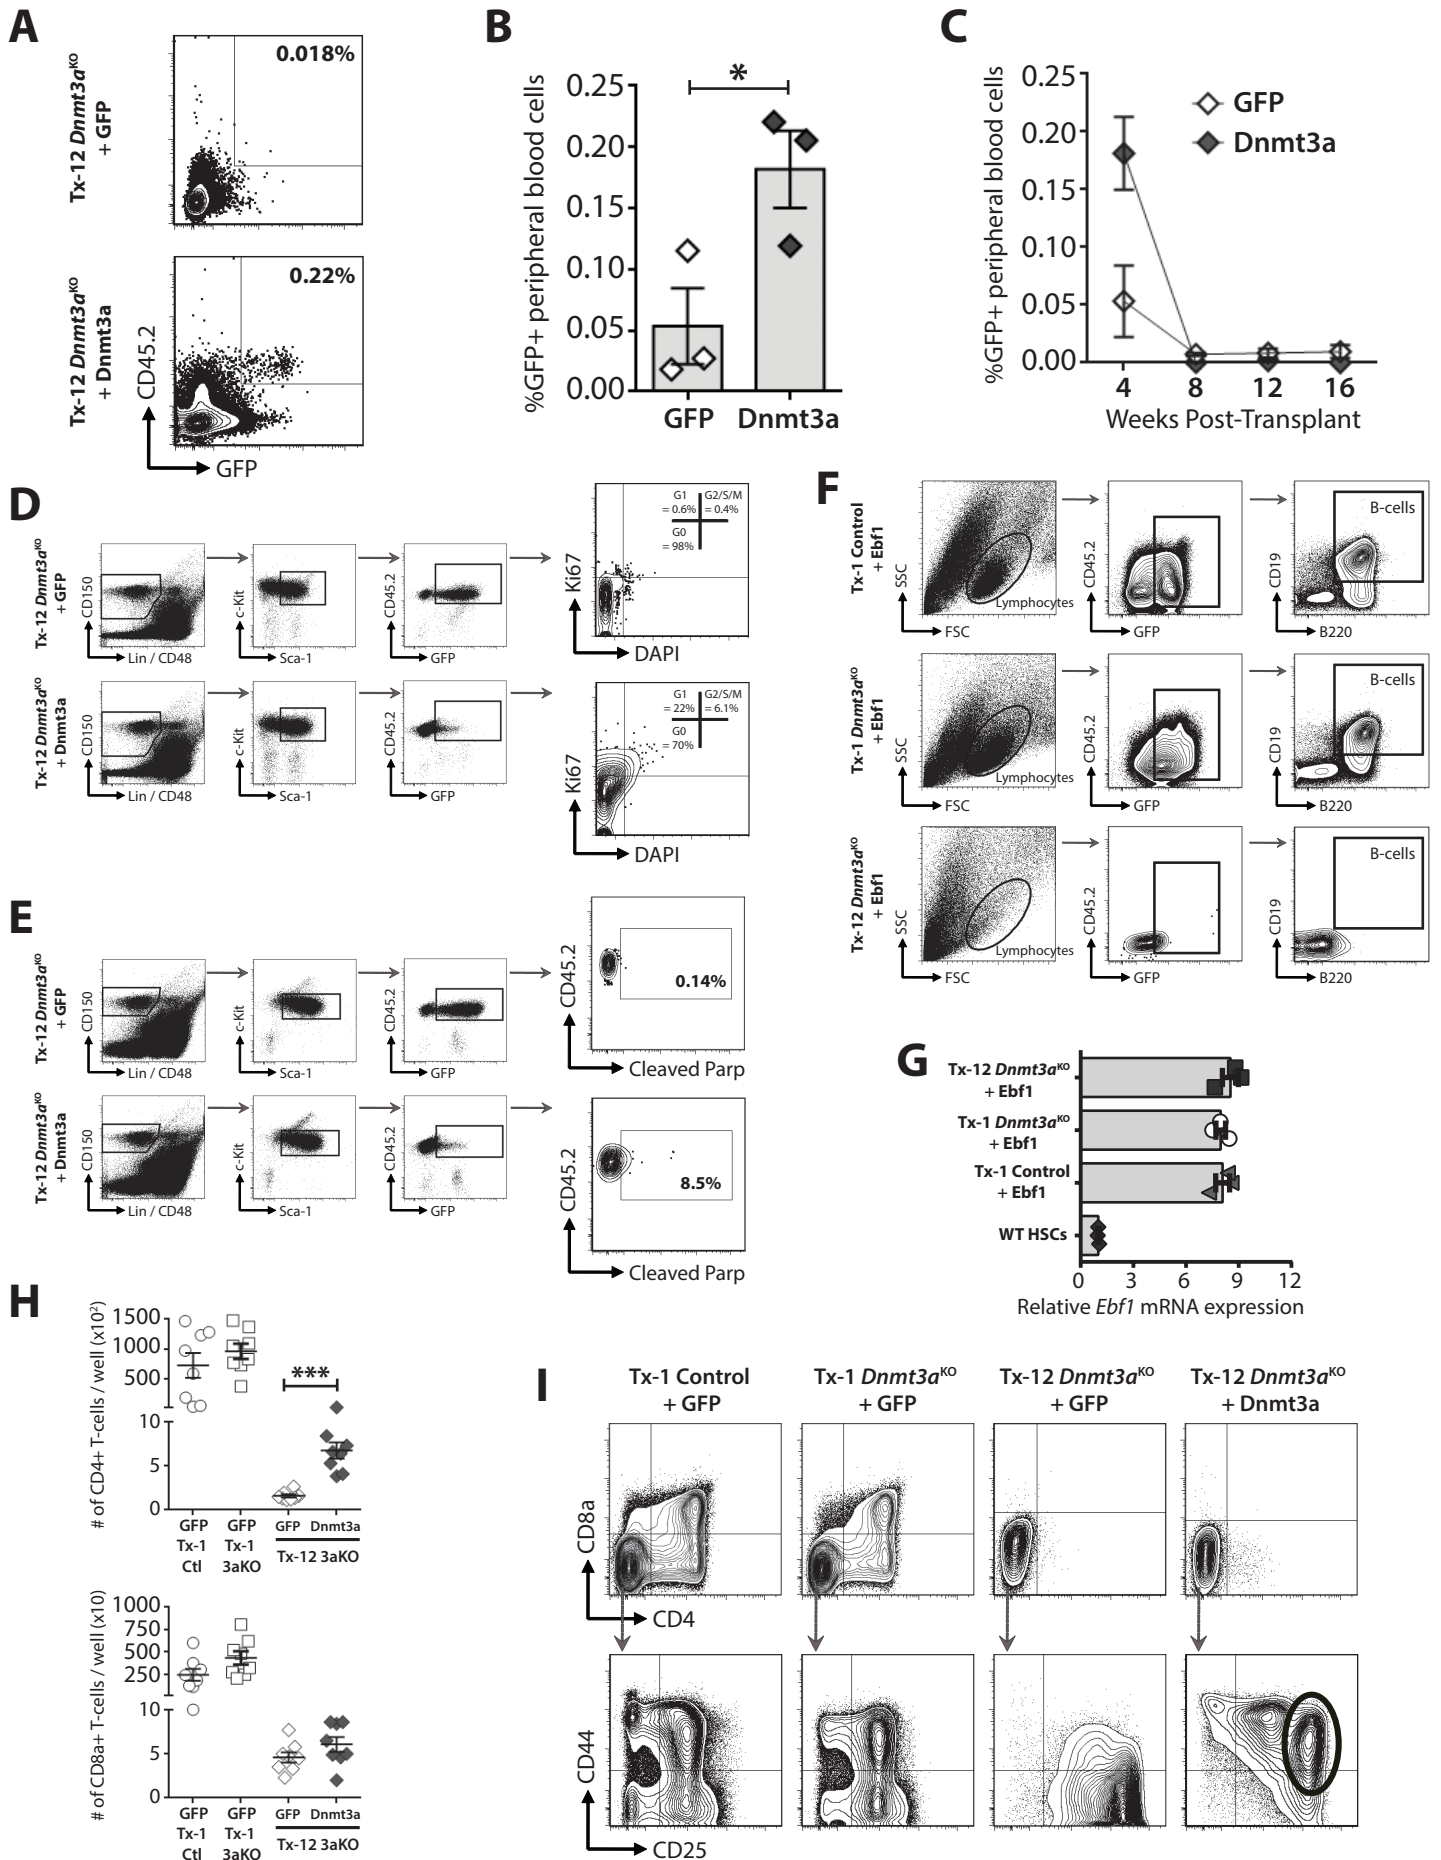 A
Tx-12 Dnmt3aKO
+ GFP
0.018%
Tx-12 Dnmt3aKO
+ Dnmt3a
0.22%
CD45.2
GFP
B
%GFP+ peripheral blood cells
0.25
0.20
0.15
0.10
0.05
0.00
*
GFP
Dnmt3a
C
%GFP+ peripheral blood cells
0.25
0.20
0.15
0.10
0.05
0.00
GFP
Dnmt3a
4
8
12
16
Weeks Post-Transplant
D
Tx-12 Dnmt3aKO
+ GFP
CD150
Lin / CD48
c-Kit
Sca-1
CD45.2
GFP
Ki67
DAPI
G1
= 0.6%
G2/S/M
= 0.4%
G0
= 98%
Tx-12 Dnmt3aKO
+ Dnmt3a
CD150
Lin / CD48
c-Kit
Sca-1
CD45.2
GFP
Ki67
DAPI
G1
= 22%
G2/S/M
= 6.1%
G0
= 70%
E
Tx-12 Dnmt3aKO
+ GFP
CD150
Lin / CD48
c-Kit
Sca-1
CD45.2
GFP
CD45.2
0.14%
Cleaved Parp
Tx-12 Dnmt3aKO
+ Dnmt3a
CD150
Lin / CD48
c-Kit
Sca-1
CD45.2
GFP
CD45.2
8.5%
Cleaved Parp
F
Tx-1 Control
+ Ebf1
SSC
Lymphocytes
FSC
CD45.2
GFP
CD19
B-cells
B220
Tx-1 Dnmt3aKO
+ Ebf1
SSC
Lymphocytes
FSC
CD45.2
GFP
CD19
B-cells
B220
Tx-12 Dnmt3aKO
+ Ebf1
SSC
Lymphocytes
FSC
CD45.2
GFP
CD19
B-cells
B220
G
Tx-12 Dnmt3aKO
+ Ebf1
Tx-1 Dnmt3aKO
+ Ebf1
Tx-1 Control
+ Ebf1
WT HSCs
0
3
6
9
12
Relative Ebf1 mRNA expression
H
# of CD4+ T-cells / well (x10²)
1500
1000
500
10
5
0
***
GFP
Tx-1
Ctl
GFP
Tx-1
3aKO
GFP
Dnmt3a
Tx-12 3aKO
# of CD8a+ T-cells / well (x10)
1000
750
500
250
10
5
0
GFP
Tx-1
Ctl
GFP
Tx-1
3aKO
GFP
Dnmt3a
Tx-12 3aKO
I
Tx-1 Control
+ GFP
Tx-1 Dnmt3aKO
+ GFP
Tx-12 Dnmt3aKO
+ GFP
Tx-12 Dnmt3aKO
+ Dnmt3a
CD8a
CD4
CD44
CD25